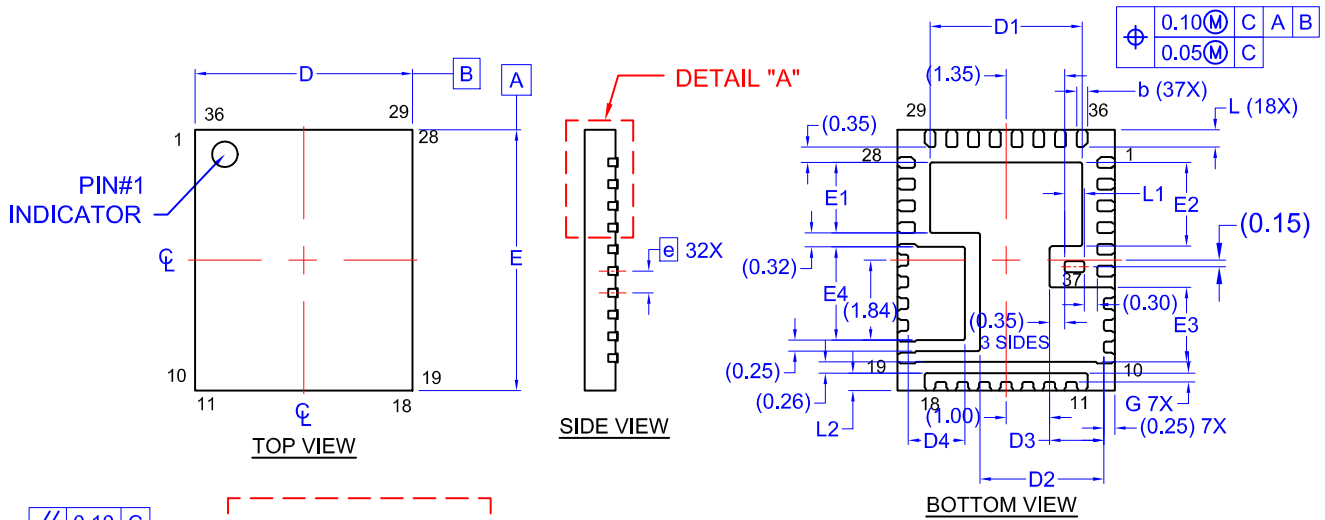 D
B
A
36
29
1
28
PIN#1
INDICATOR
℄
E
10
19
11
℄
18
TOP VIEW
DETAIL "A"
e 32X
SIDE VIEW
0.10Ⓜ C A B
0.05Ⓜ C
D1
(1.35)
b (37X)
29
36
L (18X)
(0.35)
28
1
E1
L1
E2
(0.15)
(0.32)
37
E4
(1.84)
(0.30)
(0.35)
3 SIDES
E3
(0.25)
19
10
(0.26)
18
(1.00)
11
G 7X
L2
D4
D3
(0.25) 7X
D2
BOTTOM VIEW